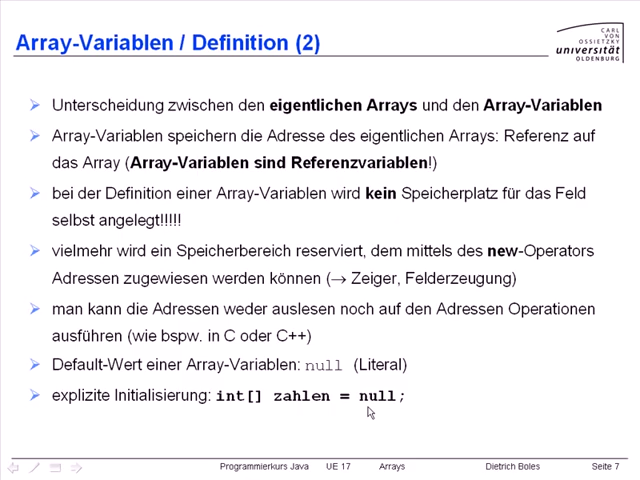 Array-Variablen / Definition (2)
CARL
VON
OSSIETZKY
universität
OLDENBURG
Unterscheidung zwischen den eigentlichen Arrays und den Array-Variablen
Array-Variablen speichern die Adresse des eigentlichen Arrays: Referenz auf
das Array (Array-Variablen sind Referenzvariablen!)
bei der Definition einer Array-Variablen wird kein Speicherplatz für das Feld
selbst angelegt!!!!!
vielmehr wird ein Speicherbereich reserviert, dem mittels des new-Operators
Adressen zugewiesen werden können (→ Zeiger, Felderzeugung)
man kann die Adressen weder auslesen noch auf den Adressen Operationen
ausführen (wie bspw. in C oder C++)
Default-Wert einer Array-Variablen: null (Literal)
explizite Initialisierung: int[] zahlen = null;
Programmierkurs Java UE 17 Arrays Dietrich Boles Seite 7